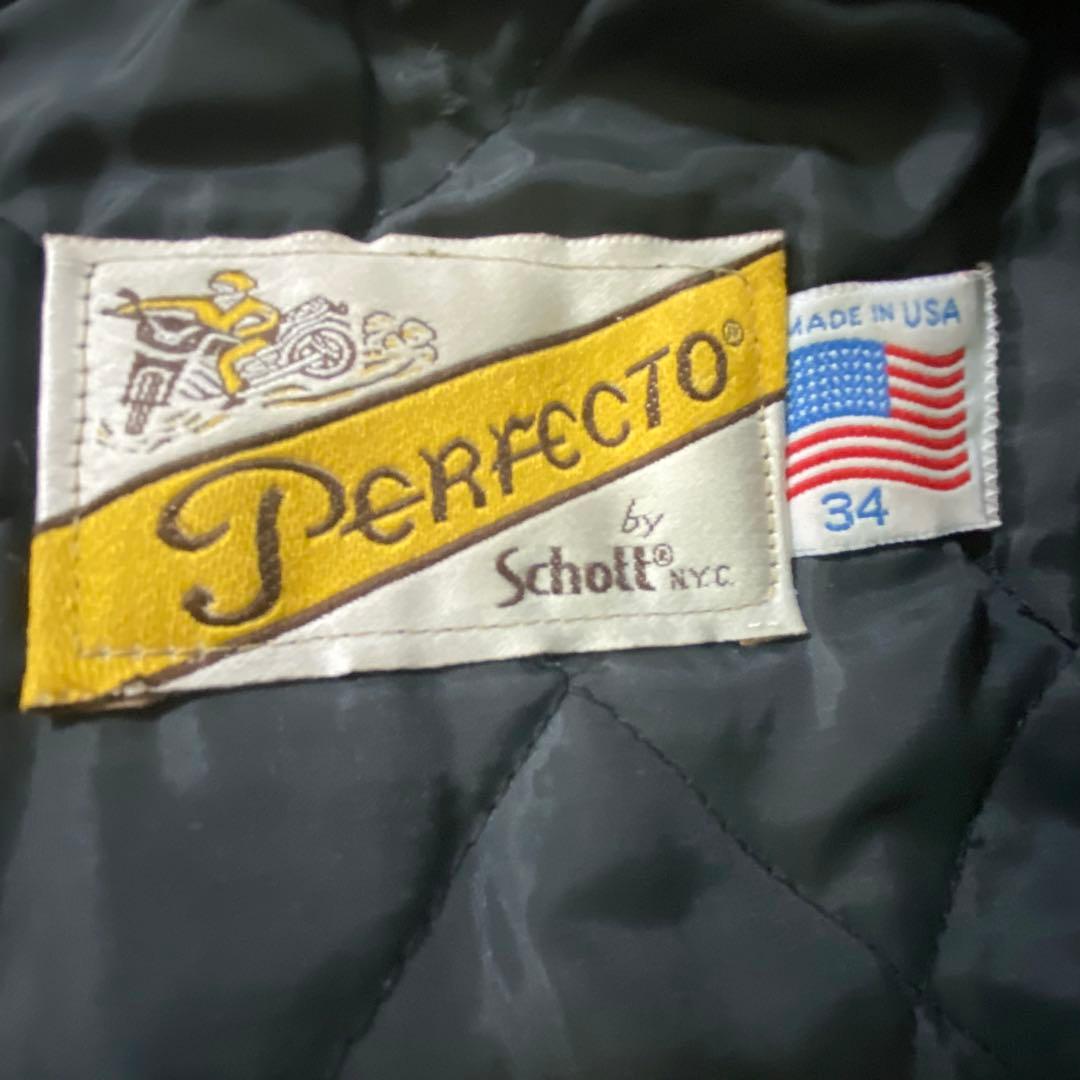 PERFECTO®
by
Schott® N.Y.C.
MADE IN USA
34